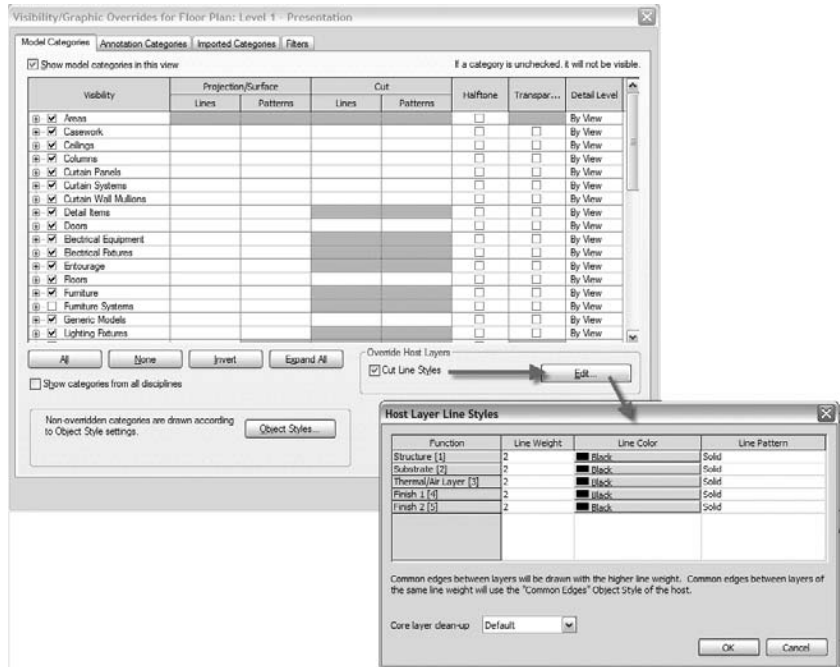 Visibility/Graphic Overrides for Floor Plan: Level 1 - Presentation
Model Categories Annotation Categories Imported Categories Filters
Show model categories in this view If a category is unchecked, it will not be visible.
Visibility Projection/Surface Cut Halftone Transpar... Detail Level
Lines Patterns Lines Patterns
Areas By View
Casework By View
Ceilings By View
Columns By View
Curtain Panels By View
Curtain Systems By View
Curtain Wall Mullions By View
Detail Items By View
Doors By View
Electrical Equipment By View
Electrical Fixtures By View
Entourage By View
Floors By View
Furniture By View
Furniture Systems By View
Generic Models By View
Lighting Fixtures By View
All None Invert Expand All
Override Host Layers
Cut Line Styles Edit...
Show categories from all disciplines
Non-overridden categories are drawn according
to Object Style settings.
Object Styles...
Host Layer Line Styles
Function Line Weight Line Color Line Pattern
Structure [1] 2 Black Solid
Substrate [2] 2 Black Solid
Thermal/Air Layer [3] 2 Black Solid
Finish 1 [4] 2 Black Solid
Finish 2 [5] 2 Black Solid
Common edges between layers will be drawn with the higher line weight. Common edges between layers of
the same line weight will use the "Common Edges" Object Style of the host.
Core layer clean-up Default
OK Cancel